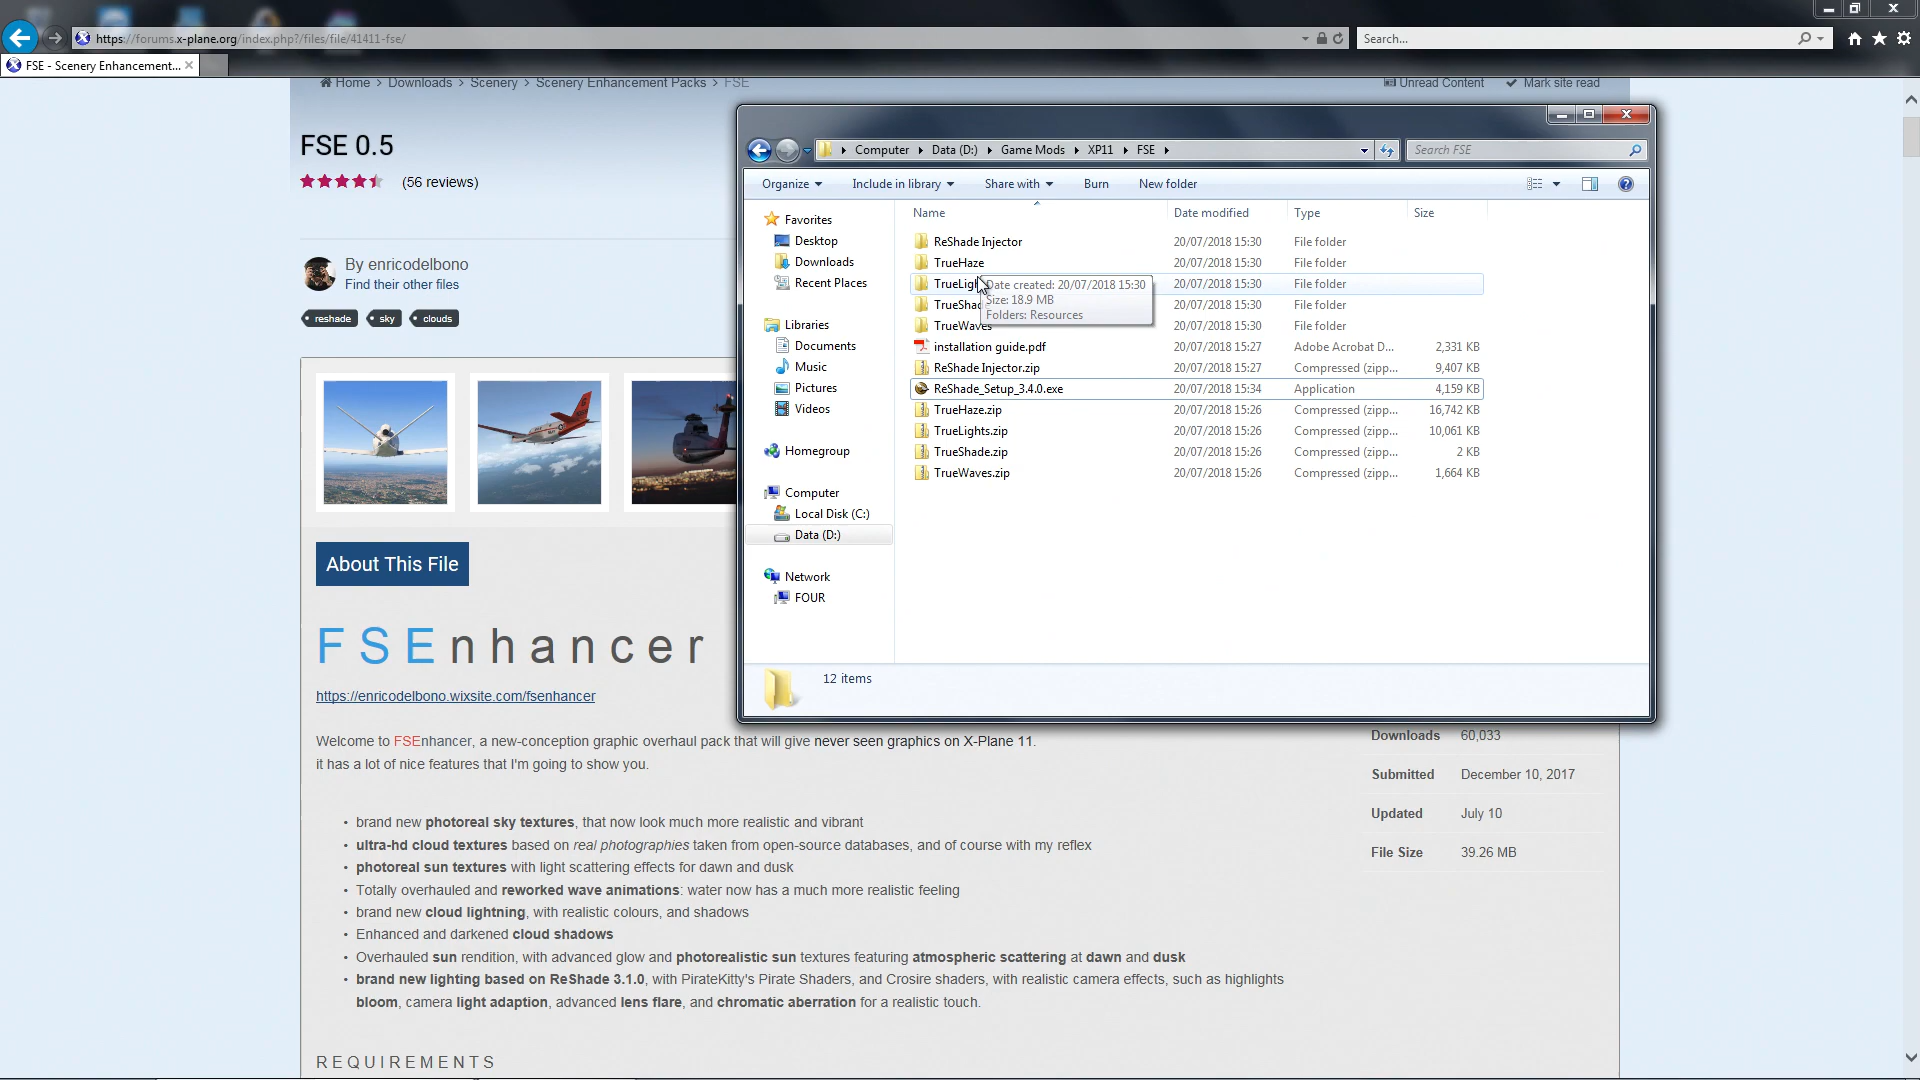 https://forums.x-plane.org/index.php?/files/file/41411-fse/
Search...
FSE - Scenery Enhancement...
Home > Downloads > Scenery > Scenery Enhancement Packs > FSE
Unread Content
Mark site read
FSE 0.5
(56 reviews)
By enricodelbono
Find their other files
reshade
sky
clouds
About This File
FSEnhancer
https://enricodelbono.wixsite.com/fsenhancer
Welcome to FSEnhancer, a new-conception graphic overhaul pack that will give never seen graphics on X-Plane 11.
it has a lot of nice features that I'm going to show you.
• brand new photoreal sky textures, that now look much more realistic and vibrant
• ultra-hd cloud textures based on real photographies taken from open-source databases, and of course with my reflex
• photoreal sun textures with light scattering effects for dawn and dusk
• Totally overhauled and reworked wave animations: water now has a much more realistic feeling
• brand new cloud lightning, with realistic colours, and shadows
• Enhanced and darkened cloud shadows
• Overhauled sun rendition, with advanced glow and photorealistic sun textures featuring atmospheric scattering at dawn and dusk
• brand new lighting based on ReShade 3.1.0, with PirateKitty's Pirate Shaders, and Crosire shaders, with realistic camera effects, such as highlights
bloom, camera light adaption, advanced lens flare, and chromatic aberration for a realistic touch.
REQUIREMENTS
Downloads 60,033
Submitted December 10, 2017
Updated July 10
File Size 39.26 MB
Computer Data (D:) Game Mods XP11 FSE
Search FSE
Organize Include in library Share with Burn New folder
Favorites
Desktop
Downloads
Recent Places
Libraries
Documents
Music
Pictures
Videos
Homegroup
Computer
Local Disk (C:)
Data (D:)
Network
FOUR
Name Date modified Type Size
ReShade Injector 20/07/2018 15:30 File folder
TrueHaze 20/07/2018 15:30 File folder
TrueLigh 20/07/2018 15:30 File folder
TrueShad 20/07/2018 15:30 File folder
TrueWaves 20/07/2018 15:30 File folder
installation guide.pdf 20/07/2018 15:27 Adobe Acrobat D... 2,331 KB
ReShade Injector.zip 20/07/2018 15:27 Compressed (zipp... 9,407 KB
ReShade_Setup_3.4.0.exe 20/07/2018 15:34 Application 4,159 KB
TrueHaze.zip 20/07/2018 15:26 Compressed (zipp... 16,742 KB
TrueLights.zip 20/07/2018 15:26 Compressed (zipp... 10,061 KB
TrueShade.zip 20/07/2018 15:26 Compressed (zipp... 2 KB
TrueWaves.zip 20/07/2018 15:26 Compressed (zipp... 1,664 KB
Date created: 20/07/2018 15:30
Size: 18.9 MB
Folders: Resources
12 items